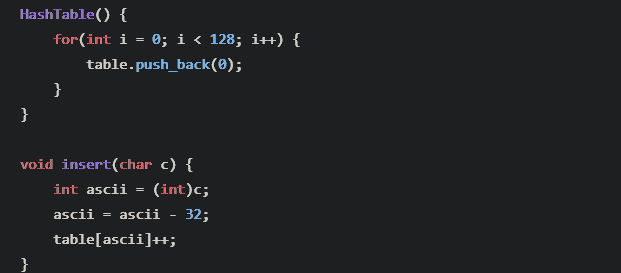 HashTable() {
    for(int i = 0; i < 128; i++) {
        table.push_back(0);
    }
}

void insert(char c) {
    int ascii = (int)c;
    ascii = ascii - 32;
    table[ascii]++;
}